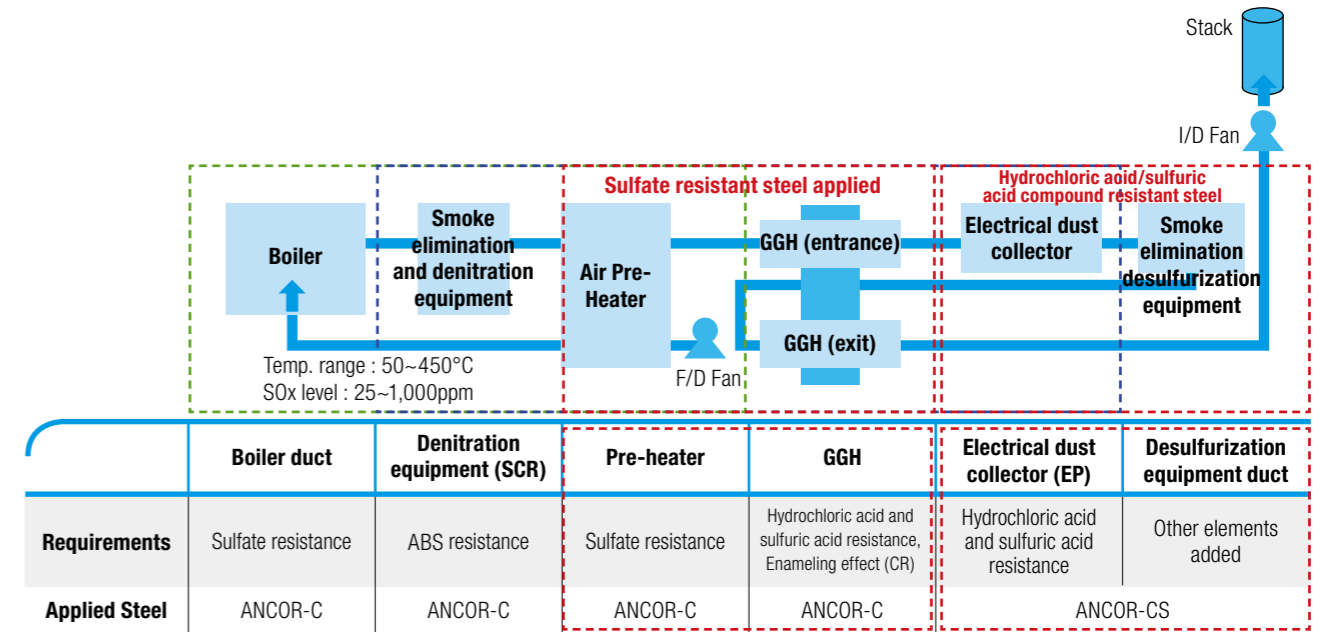 Stack
I/D Fan
Sulfate resistant steel applied
Hydrochloric acid/sulfuric
acid compound resistant steel
Boiler
Smoke
elimination
and denitration
equipment
Air Pre-
Heater
GGH (entrance)
Electrical dust
collector
Smoke
elimination
desulfurization
equipment
GGH (exit)
F/D Fan
Temp. range : 50~450°C
SOx level : 25~1,000ppm
Boiler duct
Denitration
equipment (SCR)
Pre-heater
GGH
Electrical dust
collector (EP)
Desulfurization
equipment duct
Requirements
Sulfate resistance
ABS resistance
Sulfate resistance
Hydrochloric acid and
sulfuric acid resistance,
Enameling effect (CR)
Hydrochloric acid
and sulfuric acid
resistance
Other elements
added
Applied Steel
ANCOR-C
ANCOR-C
ANCOR-C
ANCOR-C
ANCOR-CS